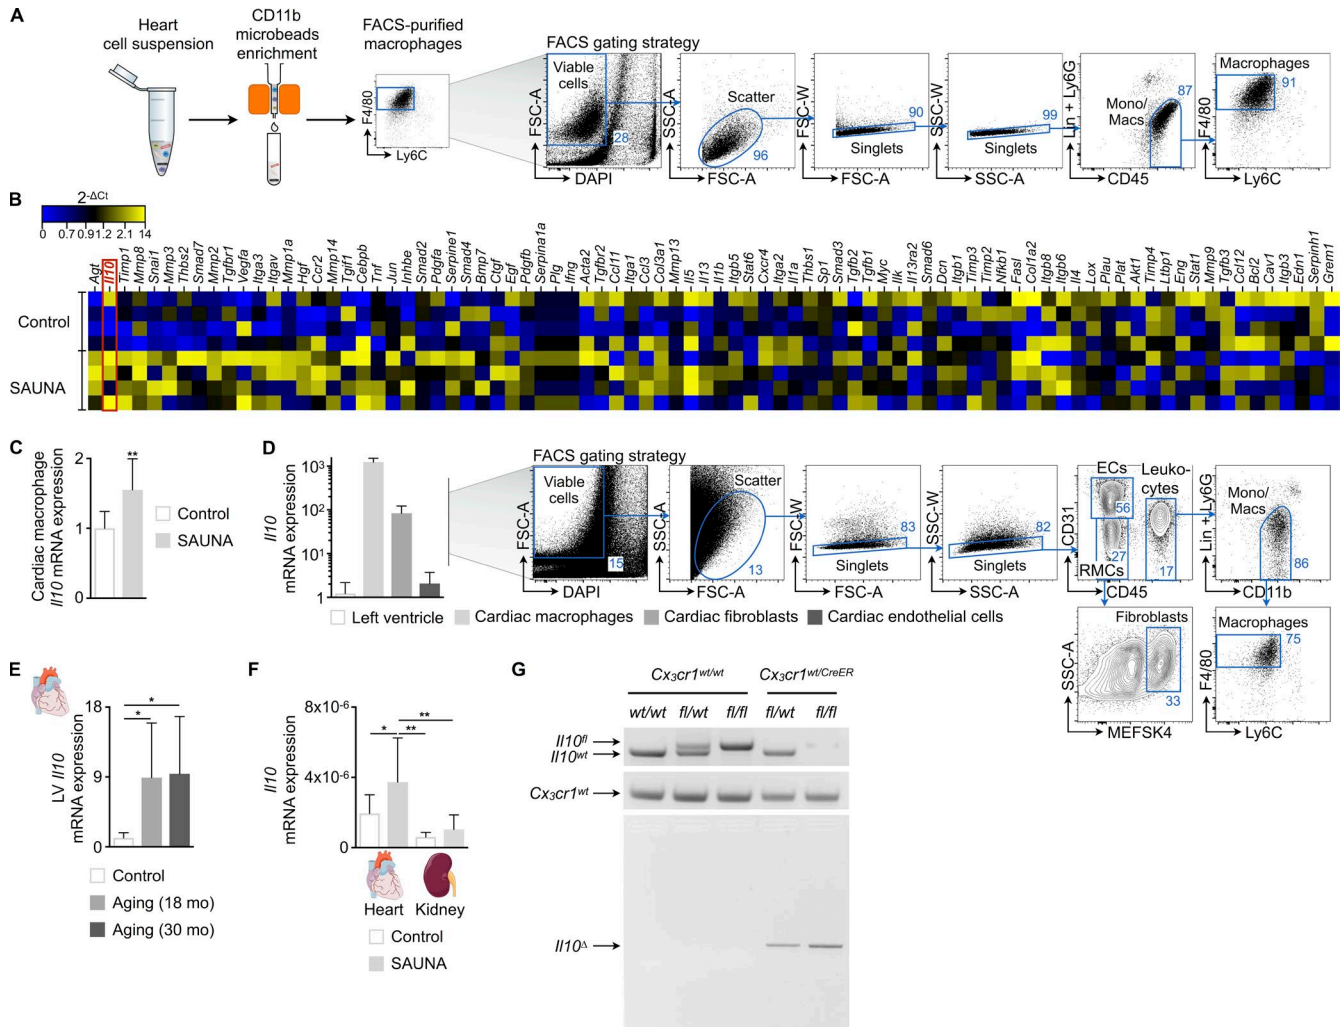 A
Heart
cell suspension
CD11b
microbeads
enrichment
FACS-purified
macrophages
F4/80
Ly6C
FACS gating strategy
Viable
cells
28
FSC-A
DAPI
Scatter
96
SSC-A
FSC-A
90
Singlets
FSC-W
FSC-A
99
Singlets
SSC-W
SSC-A
87
Mono/
Macs
Lin + Ly6G
CD45
Macrophages
91
F4/80
Ly6C
B
2-ΔCt
0 0.7 0.9 1.2 2.1 14
Agt Il10 Timp1 Mmp8 Snai1 Mmp3 Thbs2 Smad7 Mmp2 Tgfbr1 Vegfa Itga3 Itgav Mmp1a Hgf Ccr2 Mmp14 Tgif1 Cebpb Tnf Jun Inhbe Smad2 Pdgfa Serpine1 Smad4 Bmp7 Ctgf Egf Pdgfb Serpina1a Plg Ifng Acta2 Tgfbr2 Ccl11 Itga1 Ccl3 Col3a1 Mmp13 Il5 Il13 Il1b Itgb5 Stat6 Cxcr4 Itga2 Il1a Thbs1 Sp1 Smad3 Tgfb2 Tgfb1 Myc Ilk Il13ra2 Smad6 Dcn Itgb1 Timp3 Timp2 Nfkb1 Fasl Col1a2 Itgb8 Itgb6 Il4 Lox Plau Plat Akt1 Timp4 Ltbp1 Eng Stat1 Mmp9 Tgfb3 Ccl12 Bcl2 Cav1 Itgb3 Edn1 Serpinh1 Grem1
Control
SAUNA
C
Cardiac macrophage
Il10 mRNA expression
2
1
0
**
Control
SAUNA
D
Il10
mRNA expression
10³
10²
10¹
1
Left ventricle
Cardiac macrophages
Cardiac fibroblasts
Cardiac endothelial cells
FACS gating strategy
Viable
cells
15
FSC-A
DAPI
Scatter
13
SSC-A
FSC-A
83
Singlets
FSC-W
FSC-A
82
Singlets
SSC-W
SSC-A
ECs
Leuko-
cytes
56
27
RMCs
17
CD31
CD45
Mono/
Macs
86
Lin + Ly6G
CD11b
Fibroblasts
33
SSC-A
MEFSK4
Macrophages
75
F4/80
Ly6C
E
LV Il10
mRNA expression
18
9
0
*
*
Control
Aging (18 mo)
Aging (30 mo)
F
Il10
mRNA expression
8x10-6
4x10-6
0
*
**
**
Heart
Kidney
Control
SAUNA
G
Cx3cr1wt/wt
Cx3cr1wt/CreER
wt/wt fl/wt fl/fl fl/wt fl/fl
Il10fl
Il10wt
Cx3cr1wt
Il10Δ